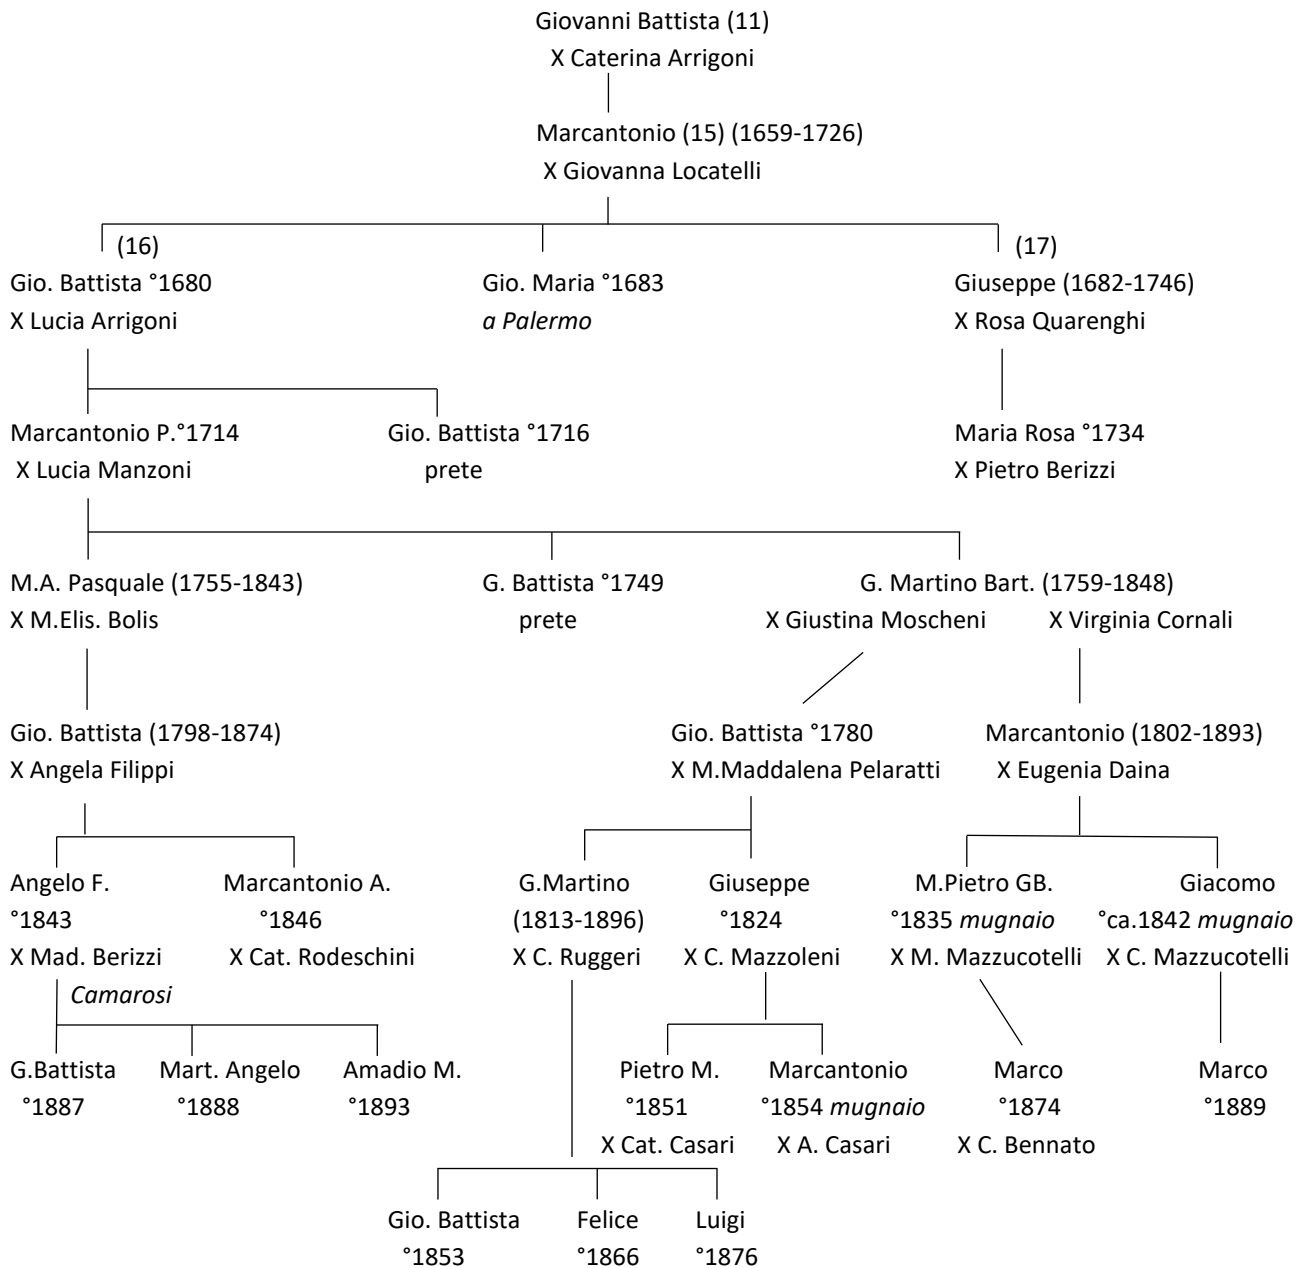 Giovanni Battista (11)
X Caterina Arrigoni
Marcantonio (15) (1659-1726)
X Giovanna Locatelli
(16) (17)
Gio. Battista °1680 Gio. Maria °1683 Giuseppe (1682-1746)
X Lucia Arrigoni a Palermo X Rosa Quarenghi
Marcantonio P.°1714 Gio. Battista °1716 Maria Rosa °1734
X Lucia Manzoni prete X Pietro Berizzi
M.A. Pasquale (1755-1843) G. Battista °1749 G. Martino Bart. (1759-1848)
X M.Elis. Bolis prete X Giustina Moscheni X Virginia Cornali
Gio. Battista (1798-1874) Gio. Battista °1780 Marcantonio (1802-1893)
X Angela Filippi X M.Maddalena Pelaratti X Eugenia Daina
Angelo F. Marcantonio A. G.Martino Giuseppe M.Pietro GB. Giacomo
°1843 °1846 (1813-1896) °1824 °1835 mugnaio °ca.1842 mugnaio
X Mad. Berizzi X Cat. Rodeschini X C. Ruggeri X C. Mazzoleni X M. Mazzucotelli X C. Mazzucotelli
Camarosi
G.Battista Mart. Angelo Amadio M. Pietro M. Marcantonio Marco Marco
°1887 °1888 °1893 °1851 °1854 mugnaio °1874 °1889
X Cat. Casari X A. Casari X C. Bennato
Gio. Battista Felice Luigi
°1853 °1866 °1876